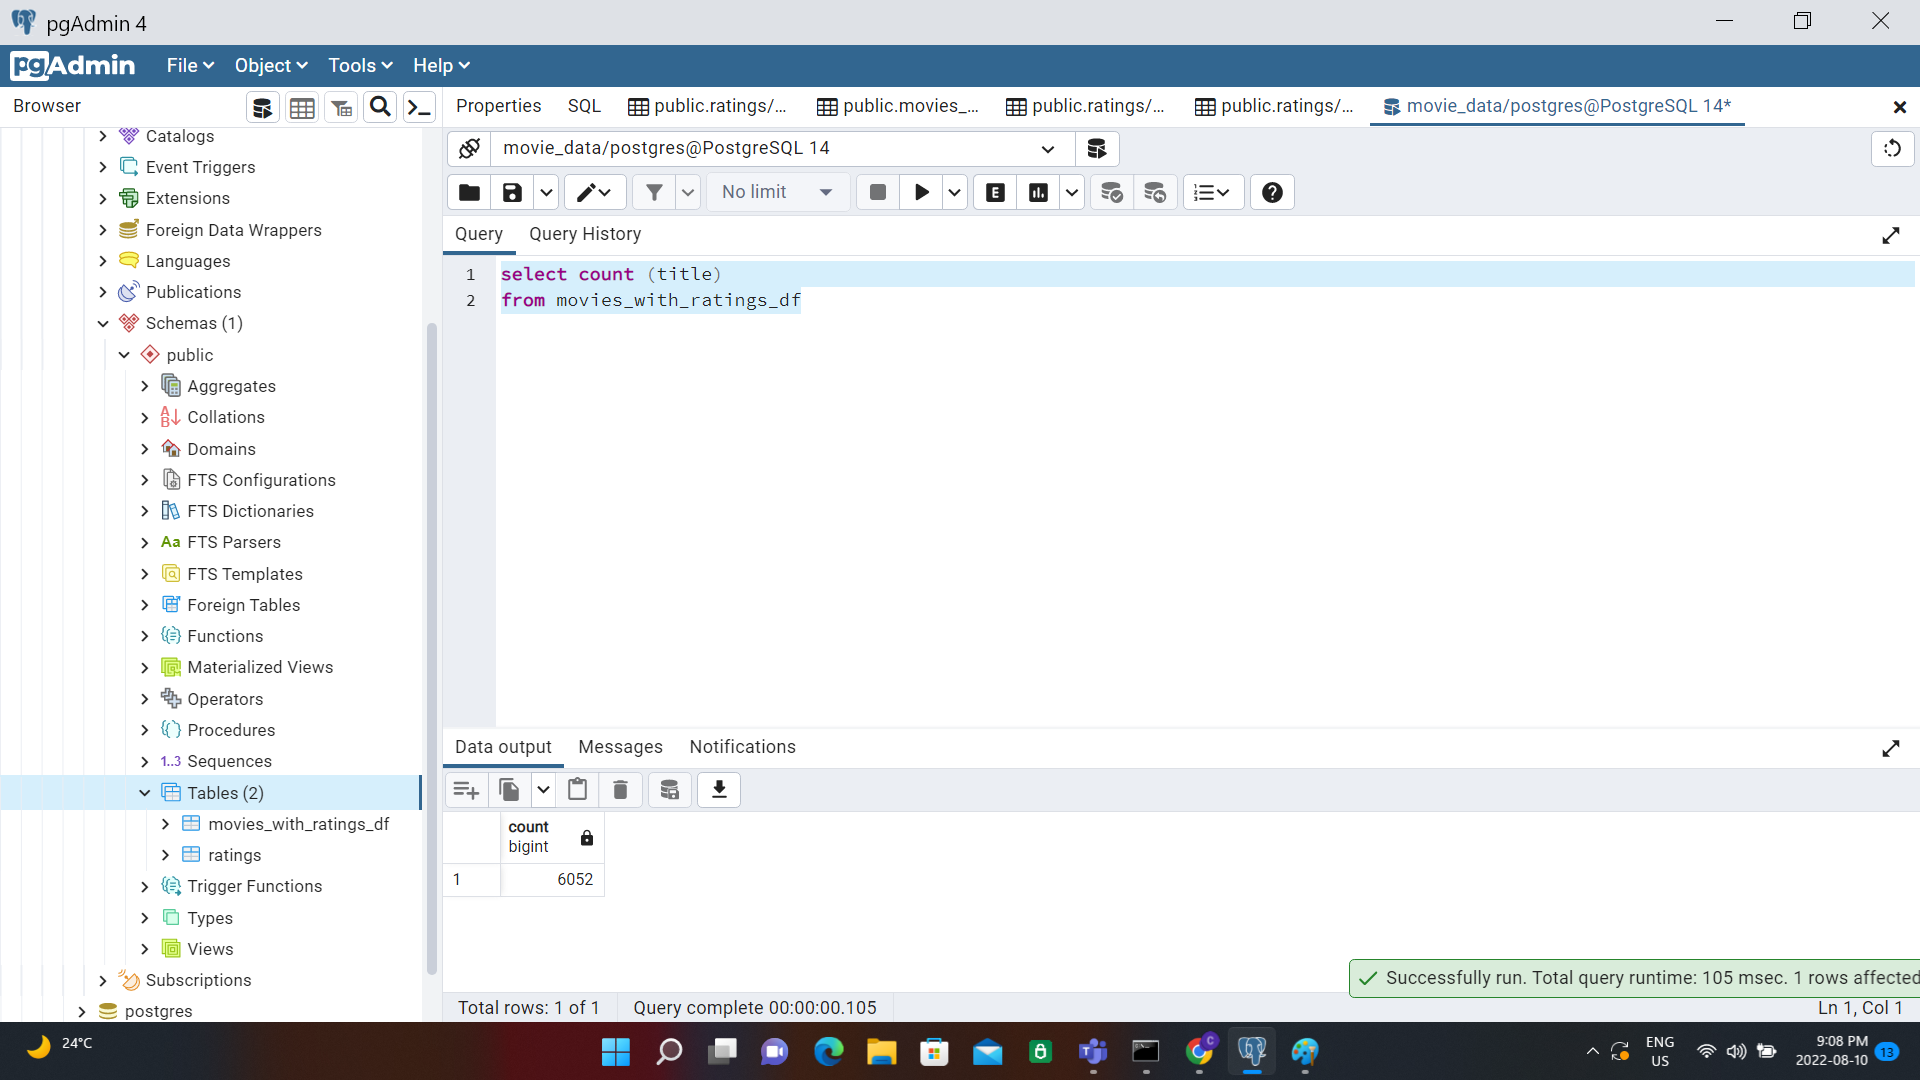 pgAdmin 4
pgAdmin File Object Tools Help
Browser
Properties SQL public.ratings/... public.movies_... public.ratings/... public.ratings/... movie_data/postgres@PostgreSQL 14*
movie_data/postgres@PostgreSQL 14
No limit
E
Query Query History
1 select count (title)
2 from movies_with_ratings_df
Catalogs
Event Triggers
Extensions
Foreign Data Wrappers
Languages
Publications
Schemas (1)
public
Aggregates
Collations
Domains
FTS Configurations
FTS Dictionaries
Aa FTS Parsers
FTS Templates
Foreign Tables
Functions
Materialized Views
Operators
Procedures
1..3 Sequences
Tables (2)
movies_with_ratings_df
ratings
Trigger Functions
Types
Views
Subscriptions
postgres
Data output Messages Notifications
count
bigint
1 6052
Successfully run. Total query runtime: 105 msec. 1 rows affected
Total rows: 1 of 1 Query complete 00:00:00.105 Ln 1, Col 1
24°C
ENG
US
9:08 PM
2022-08-10
13